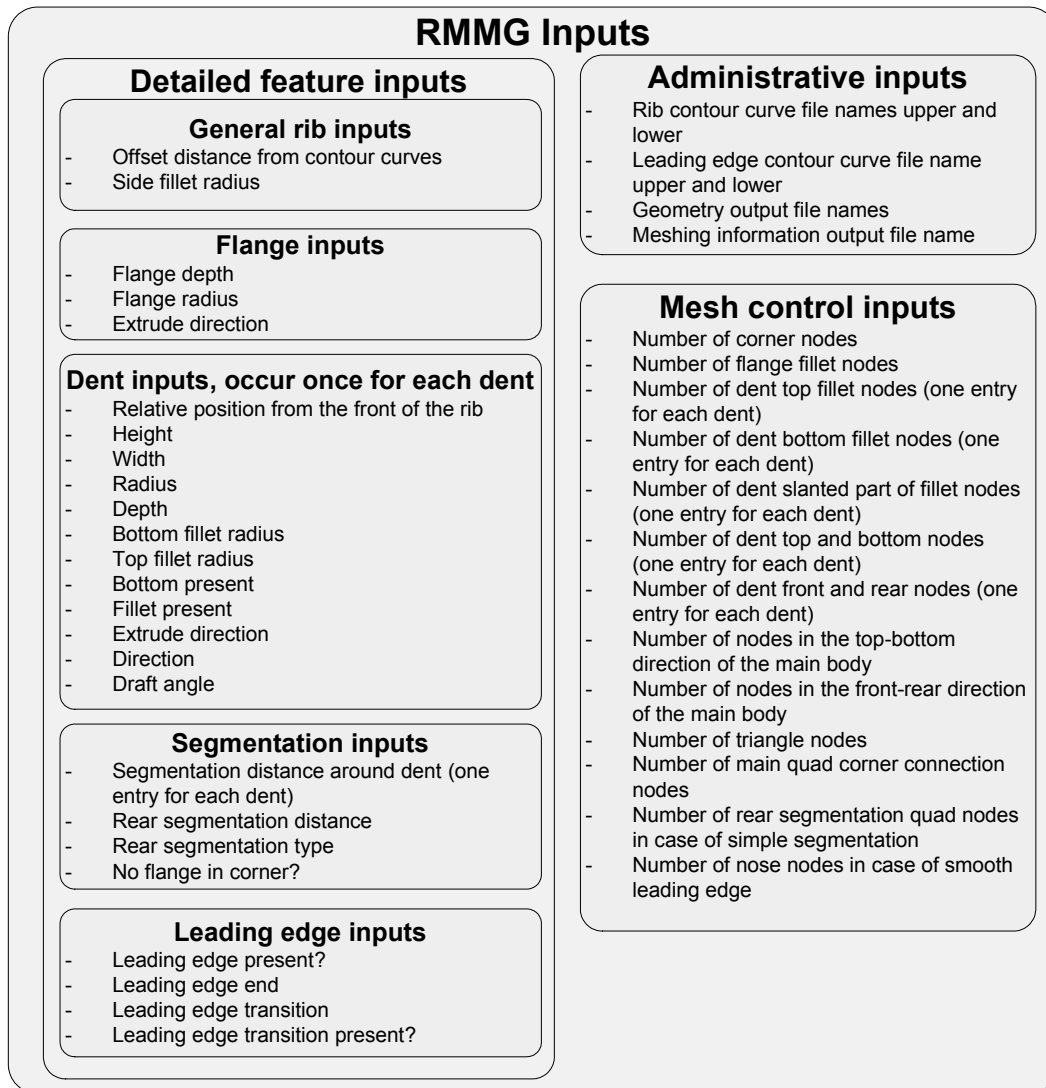 RMMG Inputs
Detailed feature inputs
General rib inputs
- Offset distance from contour curves
- Side fillet radius
Flange inputs
- Flange depth
- Flange radius
- Extrude direction
Dent inputs, occur once for each dent
- Relative position from the front of the rib
- Height
- Width
- Radius
- Depth
- Bottom fillet radius
- Top fillet radius
- Bottom present
- Fillet present
- Extrude direction
- Direction
- Draft angle
Segmentation inputs
- Segmentation distance around dent (one
entry for each dent)
- Rear segmentation distance
- Rear segmentation type
- No flange in corner?
Leading edge inputs
- Leading edge present?
- Leading edge end
- Leading edge transition
- Leading edge transition present?
Administrative inputs
- Rib contour curve file names upper and
lower
- Leading edge contour curve file name
upper and lower
- Geometry output file names
- Meshing information output file name
Mesh control inputs
- Number of corner nodes
- Number of flange fillet nodes
- Number of dent top fillet nodes (one entry
for each dent)
- Number of dent bottom fillet nodes (one
entry for each dent)
- Number of dent slanted part of fillet nodes
(one entry for each dent)
- Number of dent top and bottom nodes
(one entry for each dent)
- Number of dent front and rear nodes (one
entry for each dent)
- Number of nodes in the top-bottom
direction of the main body
- Number of nodes in the front-rear direction
of the main body
- Number of triangle nodes
- Number of main quad corner connection
nodes
- Number of rear segmentation quad nodes
in case of simple segmentation
- Number of nose nodes in case of smooth
leading edge